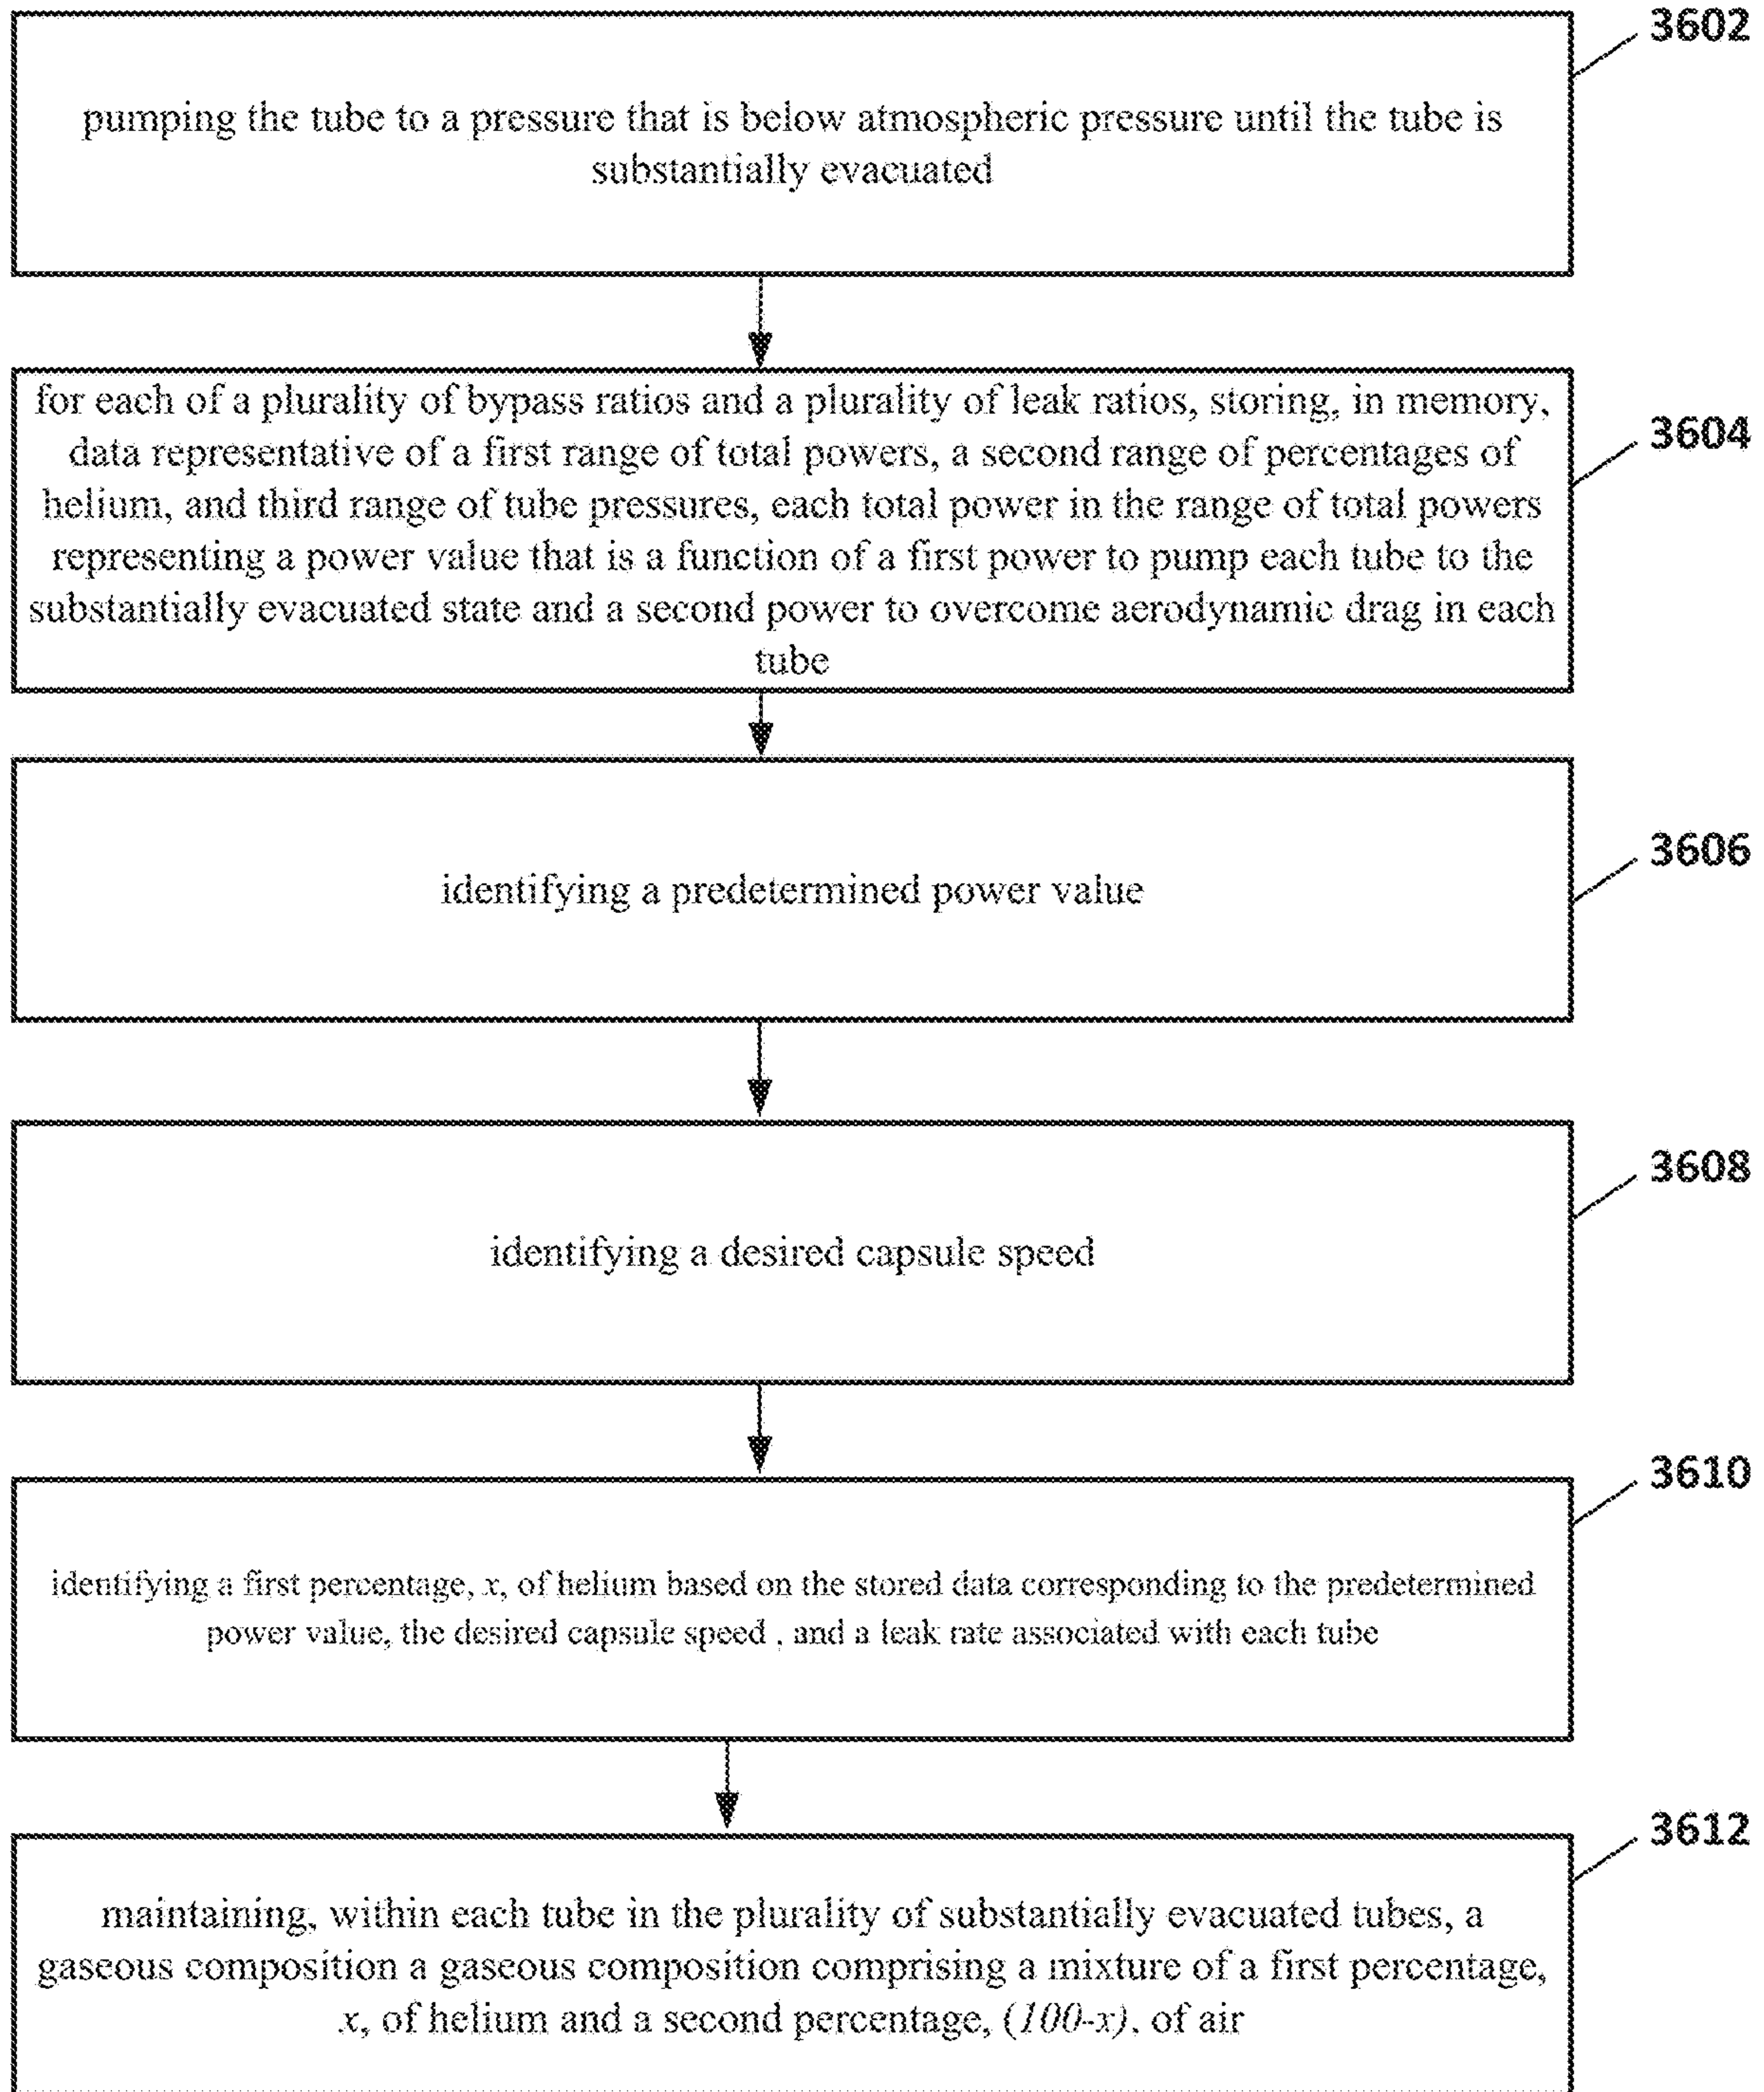 3602
pumping the tube to a pressure that is below atmospheric pressure until the tube is
substantially evacuated
for each of a plurality of bypass ratios and a plurality of leak ratios, storing, in memory,
data representative of a first range of total powers, a second range of percentages of
helium, and third range of tube pressures, each total power in the range of total powers
representing a power value that is a function of a first power to pump each tube to the
substantially evacuated state and a second power to overcome aerodynamic drag in each
tube
3604
identifying a predetermined power value
3606
identifying a desired capsule speed
3608
identifying a first percentage, x, of helium based on the stored data corresponding to the predetermined
power value, the desired capsule speed , and a leak rate associated with each tube
3610
maintaining, within each tube in the plurality of substantially evacuated tubes, a
gaseous composition a gaseous composition comprising a mixture of a first percentage,
x, of helium and a second percentage, (100-x), of air
3612